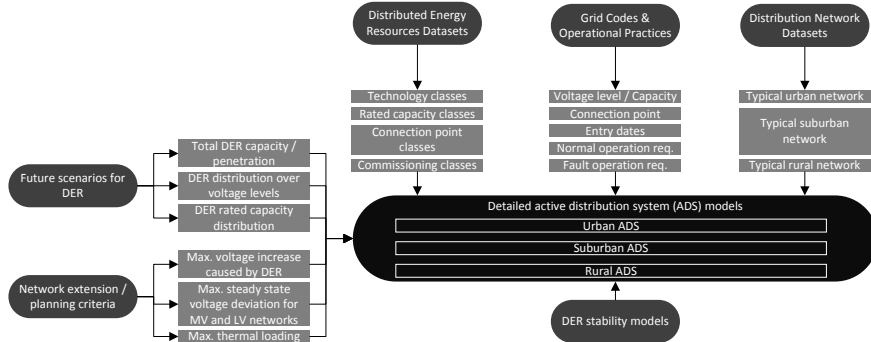 Distributed Energy
Resources Datasets
Grid Codes &
Operational Practices
Distribution Network
Datasets
Technology classes
Rated capacity classes
Connection point
classes
Commissioning classes
Voltage level / Capacity
Connection point
Entry dates
Normal operation req.
Fault operation req.
Typical urban network
Typical suburban
network
Typical rural network
Future scenarios for
DER
Total DER capacity /
penetration
DER distribution over
voltage levels
DER rated capacity
distribution
Network extension /
planning criteria
Max. voltage increase
caused by DER
Max. steady state
voltage deviation for
MV and LV networks
Max. thermal loading
Detailed active distribution system (ADS) models
Urban ADS
Suburban ADS
Rural ADS
DER stability models